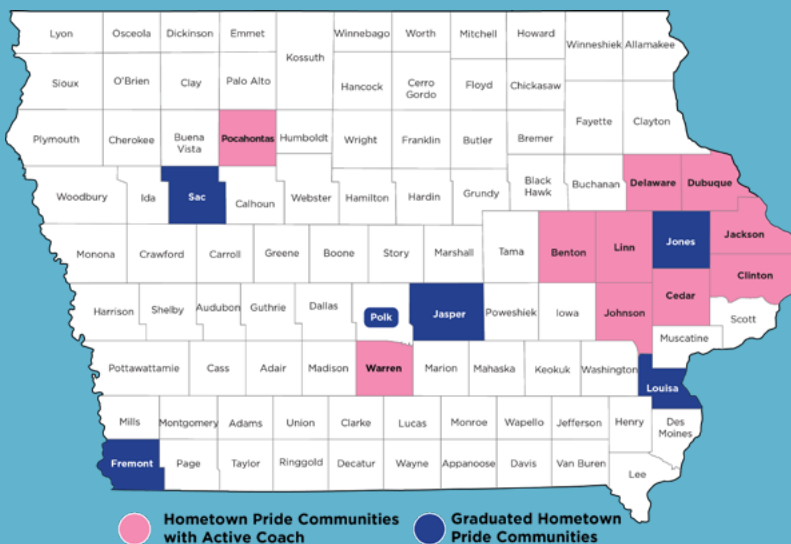 Lyon Osceola Dickinson Emmet Winnebago Worth Mitchell Howard
Kossuth Winneshiek Allamakee
Sioux O'Brien Clay Palo Alto Hancock Cerro Gordo Floyd Chickasaw
Fayette Clayton
Plymouth Cherokee Buena Vista Pocahontas Humboldt Wright Franklin Butler Bremer
Woodbury Ida Sac Calhoun Webster Hamilton Hardin Grundy Black Hawk Buchanan Delaware Dubuque
Monona Crawford Carroll Greene Boone Story Marshall Tama Benton Linn Jones Jackson
Clinton
Harrison Shelby Audubon Guthrie Dallas Polk Jasper Poweshiek Iowa Johnson Cedar Scott
Muscatine
Pottawattamie Cass Adair Madison Warren Marion Mahaska Keokuk Washington
Louisa
Mills Montgomery Adams Union Clarke Lucas Monroe Wapello Jefferson Henry Des Moines
Fremont Page Taylor Ringgold Decatur Wayne Appanoose Davis Van Buren
Lee
Hometown Pride Communities
with Active Coach
Graduated Hometown
Pride Communities